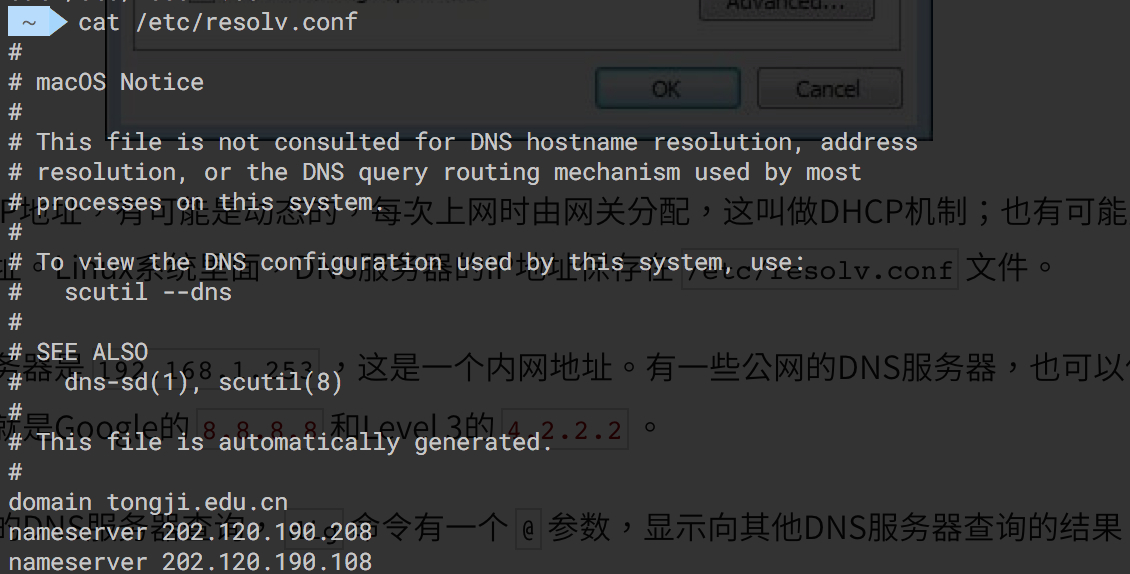 ~ cat /etc/resolv.conf
Advanced...
#
# macOS Notice
OK Cancel
#
# This file is not consulted for DNS hostname resolution, address
# resolution, or the DNS query routing mechanism used by most
# processes on this system.
P地址，有可能是动态的，每次上网时由网关分配，这叫做DHCP机制；也有可能
#
# To view the DNS configuration used by this system, use:
址。Linux系统里面，DNS服务器的IP地址保存在 /etc/resolv.conf 文件。
#   scutil --dns
#
# SEE ALSO
务器是 192.168.1.253 ，这是一个内网地址。有一些公网的DNS服务器，也可以
#   dns-sd(1), scutil(8)
#
就是Google的 8.8.8.8 和Level 3的 4.2.2.2 。
# This file is automatically generated.
#
domain tongji.edu.cn
的DNS服务器查询， 命令有一个 @ 参数，显示向其他DNS服务器查询的结果
nameserver 202.120.190.208
nameserver 202.120.190.108